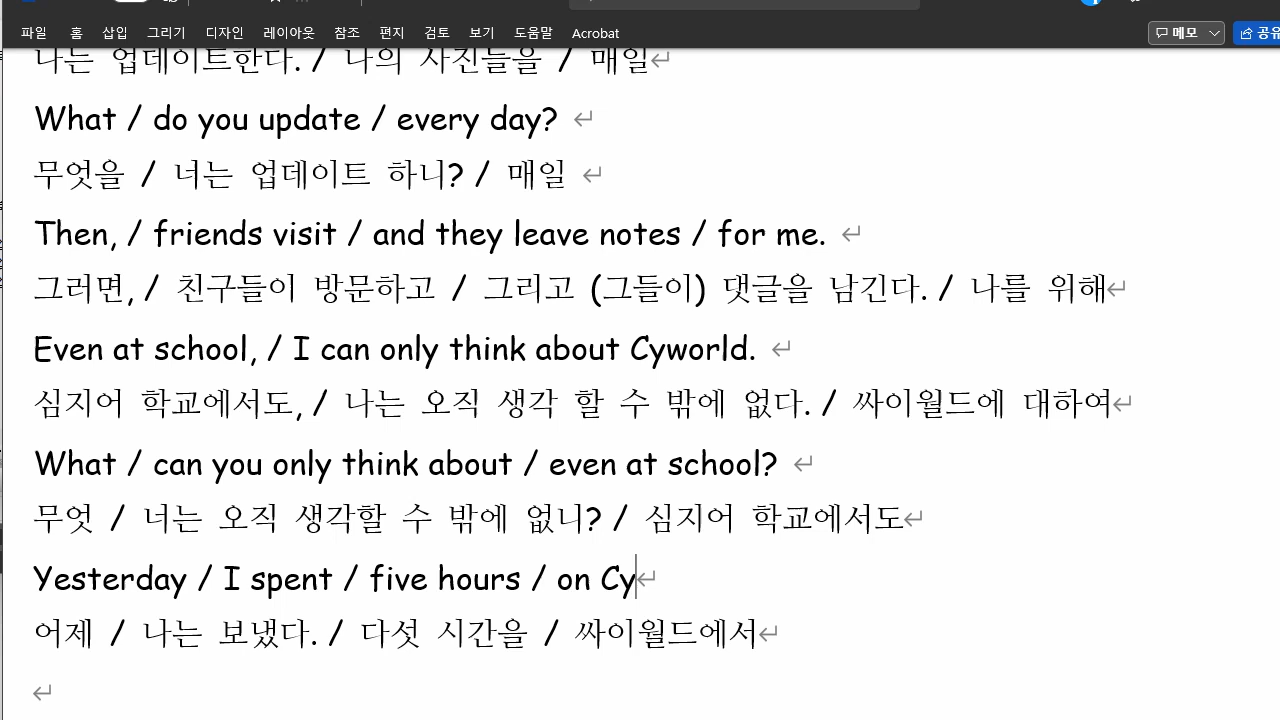 파일 홈 삽입 그리기 디자인 레이아웃 참조 편지 검토 보기 도움말 Acrobat 메모 공유
나는 업데이트한다. / 나의 사진들을 / 매일
What / do you update / every day?
무엇을 / 너는 업데이트 하니? / 매일
Then, / friends visit / and they leave notes / for me.
그러면, / 친구들이 방문하고 / 그리고 (그들이) 댓글을 남긴다. / 나를 위해
Even at school, / I can only think about Cyworld.
심지어 학교에서도, / 나는 오직 생각 할 수 밖에 없다. / 싸이월드에 대하여
What / can you only think about / even at school?
무엇 / 너는 오직 생각할 수 밖에 없니? / 심지어 학교에서도
Yesterday / I spent / five hours / on Cy
어제 / 나는 보냈다. / 다섯 시간을 / 싸이월드에서